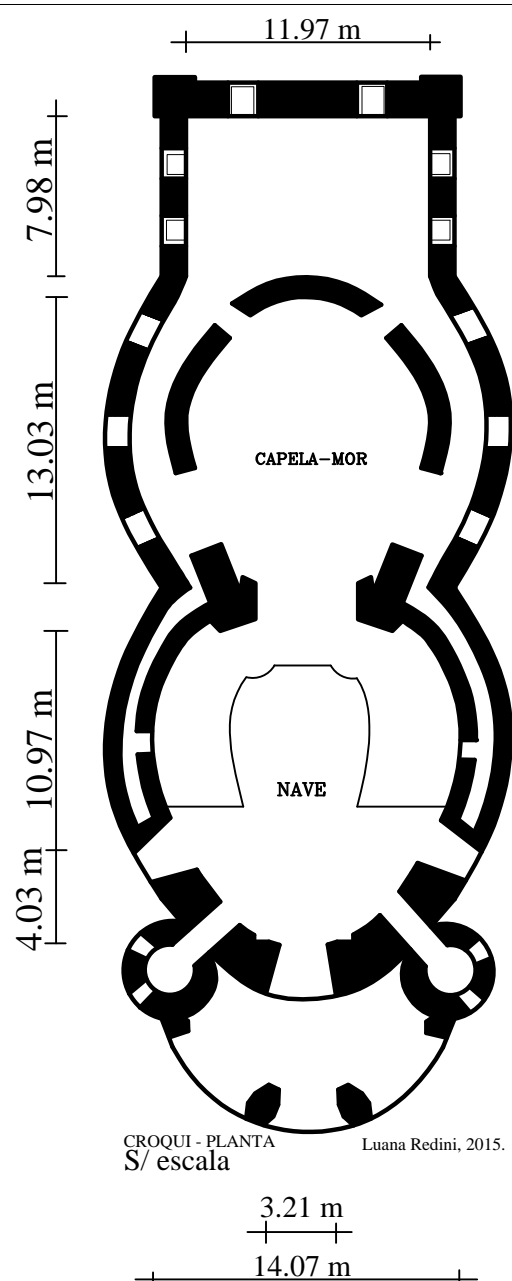 11.97 m
7.98 m
13.03 m
CAPELA-MOR
10.97 m
NAVE
4.03 m
CROQUI - PLANTA
S/ escala
Luana Redini, 2015.
3.21 m
14.07 m